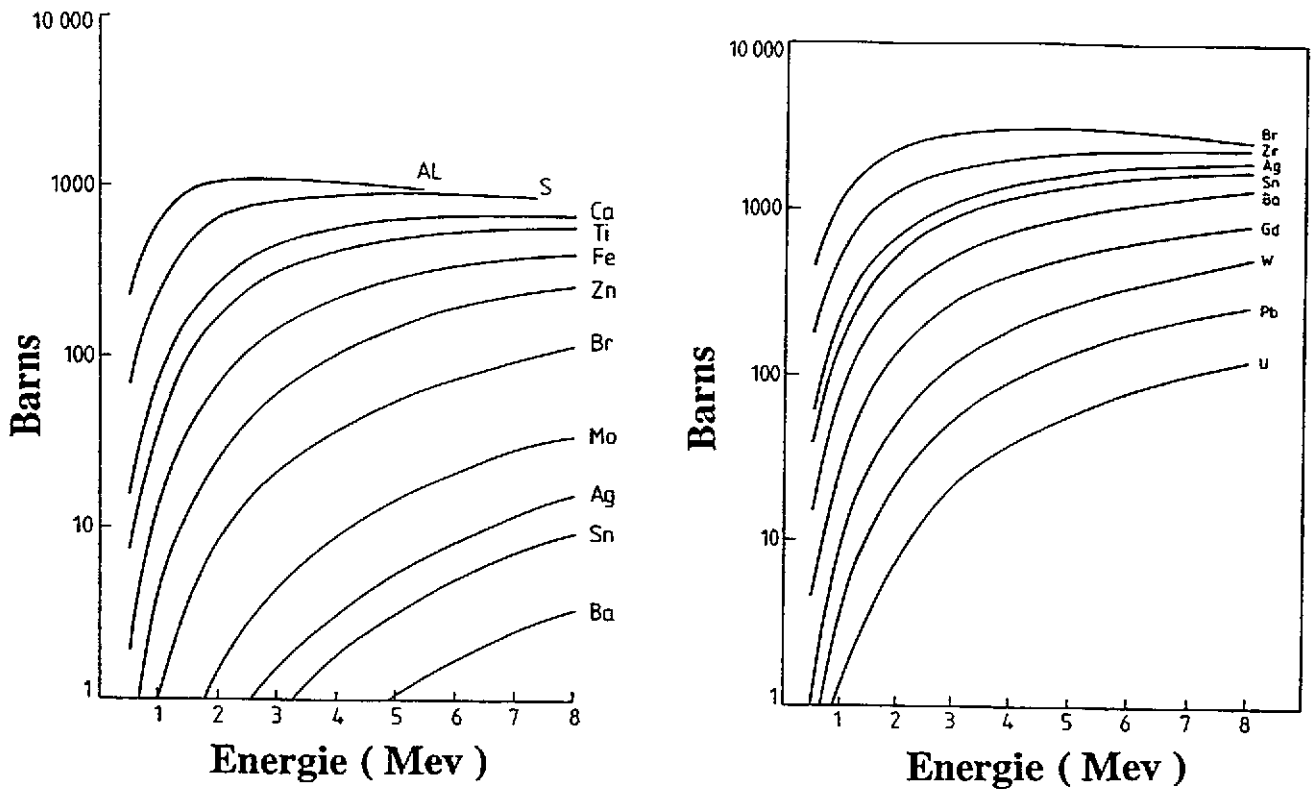 10 000
1000
100
10
1
Barns
AL
S
Ca
Ti
Fe
Zn
Br
Mo
Ag
Sn
Ba
1 2 3 4 5 6 7 8
Energie ( Mev )
10 000
1000
100
10
1
Barns
Br
Zr
Ag
Sn
Ba
Gd
W
Pb
U
1 2 3 4 5 6 7 8
Energie ( Mev )